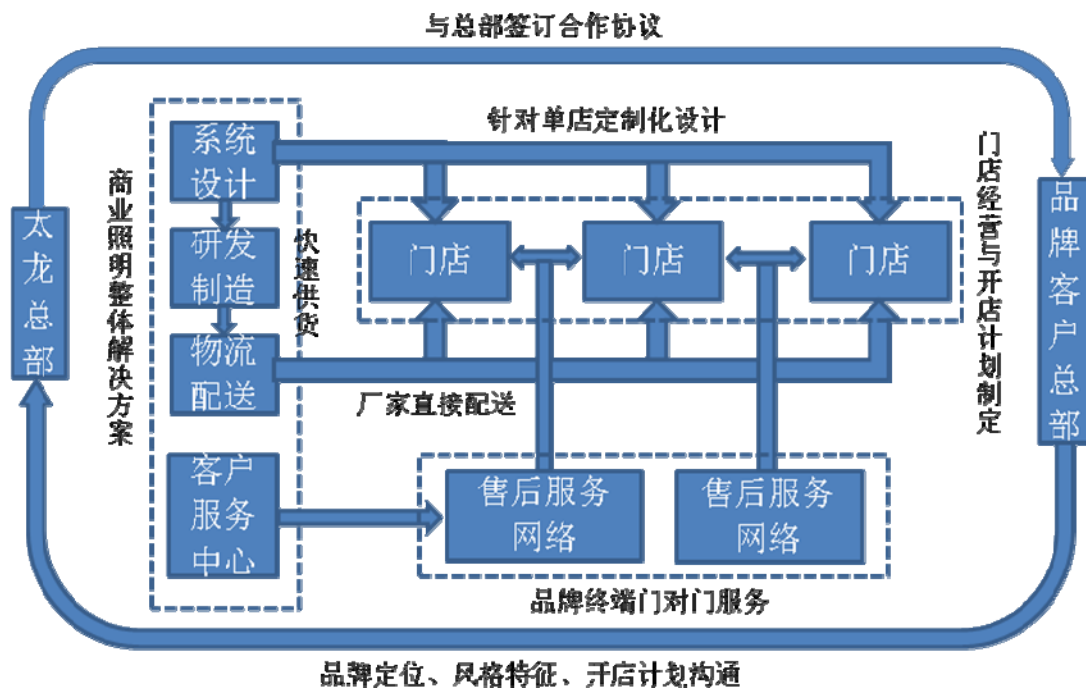 与总部签订合作协议
针对单店定制化设计
系统
设计
研发
制造
物流
配送
客户
服务
中心
商业照明整体解决方案
太龙总部
快速供货
门店
门店
门店
门店经营与开店计划制定
品牌客户总部
厂家直接配送
售后服务
网络
售后服务
网络
品牌终端门对门服务
品牌定位、风格特征、开店计划沟通